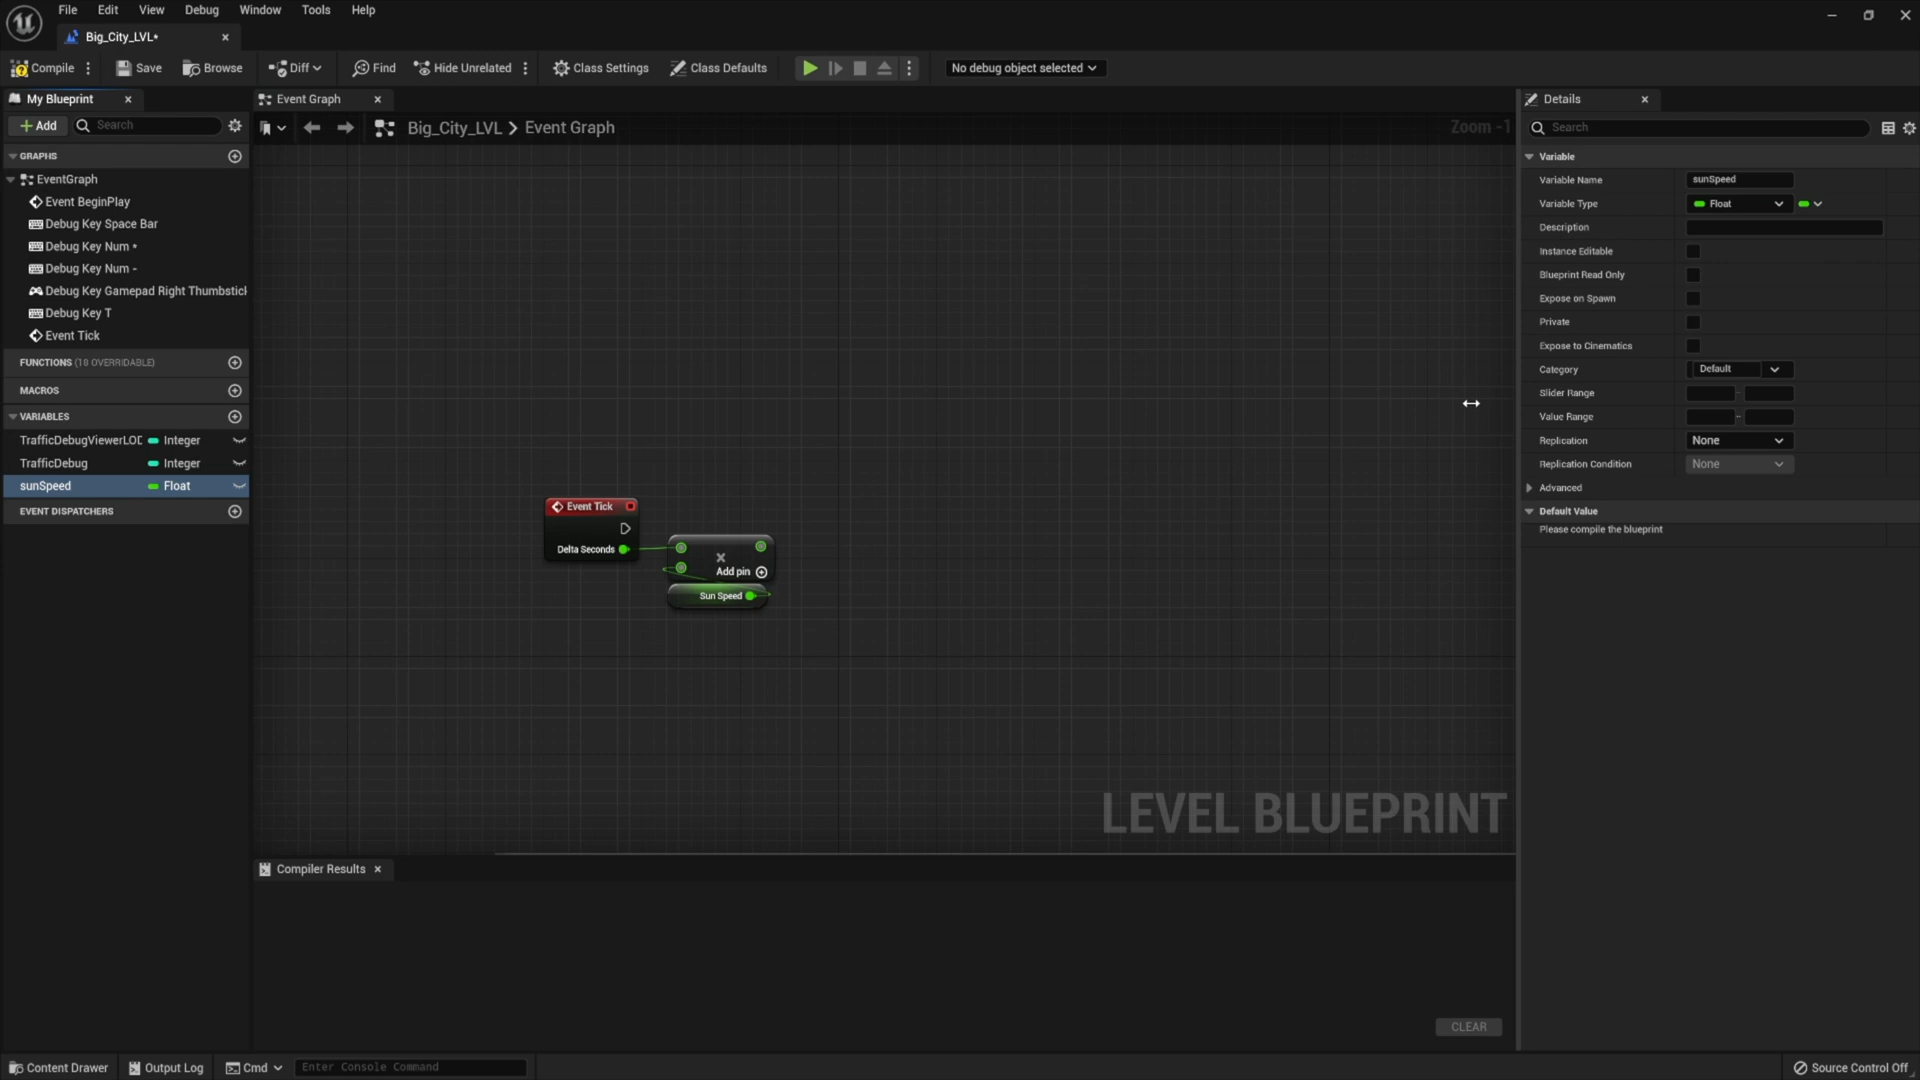 File Edit View Debug Window Tools Help
Big_City_LVL*
Compile Save Browse Diff Find Hide Unrelated Class Settings Class Defaults No debug object selected
My Blueprint
Event Graph
Details
Add Search
Big_City_LVL Event Graph Zoom -1
Search
GRAPHS
EventGraph
Event BeginPlay
Debug Key Space Bar
Debug Key Num *
Debug Key Num -
Debug Key Gamepad Right Thumbstick
Debug Key T
Event Tick
FUNCTIONS (18 OVERRIDABLE)
MACROS
VARIABLES
TrafficDebugViewerLOD Integer
TrafficDebug Integer
sunSpeed Float
EVENT DISPATCHERS
Event Tick
Delta Seconds
Add pin
Sun Speed
LEVEL BLUEPRINT
Variable
Variable Name sunSpeed
Variable Type Float
Description
Instance Editable
Blueprint Read Only
Expose on Spawn
Private
Expose to Cinematics
Category Default
Slider Range
Value Range
Replication None
Replication Condition None
Advanced
Default Value
Please compile the blueprint
Compiler Results
CLEAR
Content Drawer Output Log Cmd Enter Console Command Source Control Off